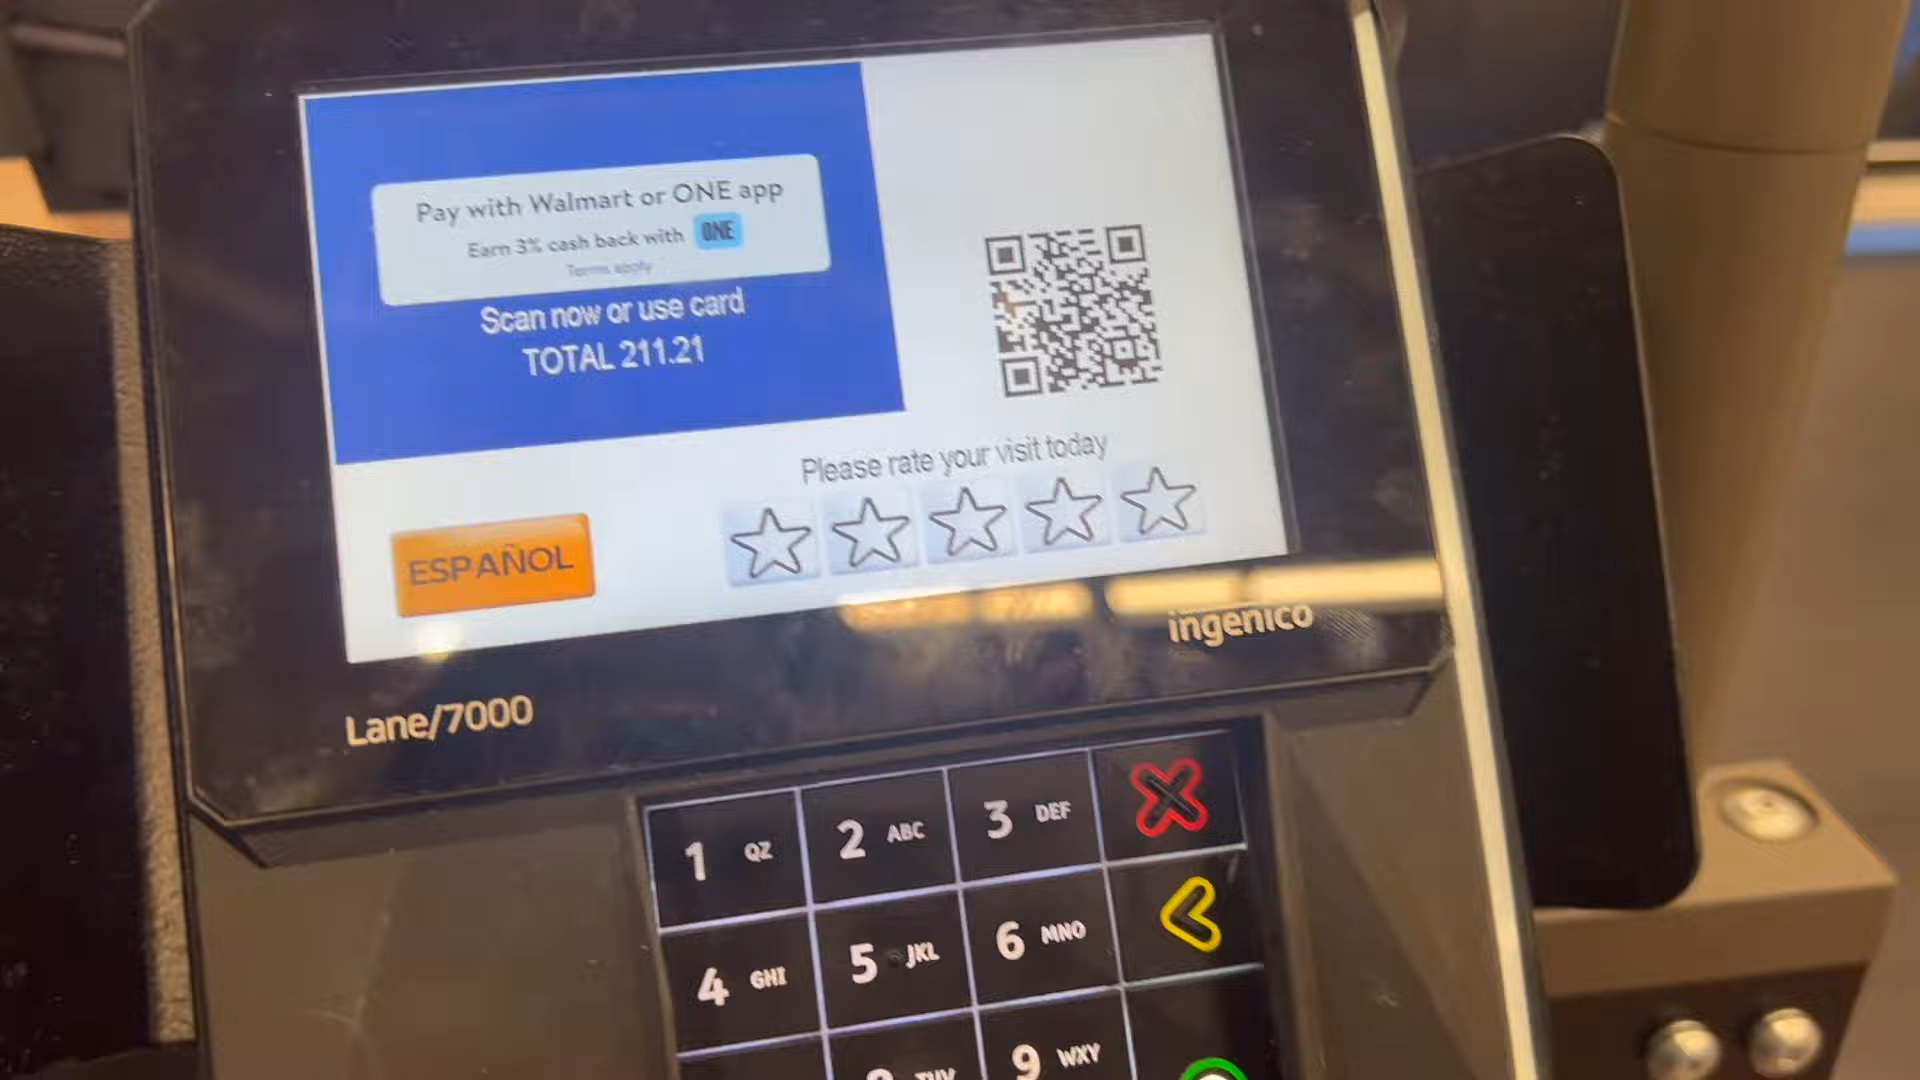 Pay with Walmart or ONE app
Earn 3% cash back with ONE
Terms apply
Scan now or use card
TOTAL 211.21
Please rate your visit today
ESPAÑOL
ingenico
Lane/7000
1 QZ
2 ABC
3 DEF
4 GHI
5 JKL
6 MNO
8 TUV
9 WXY